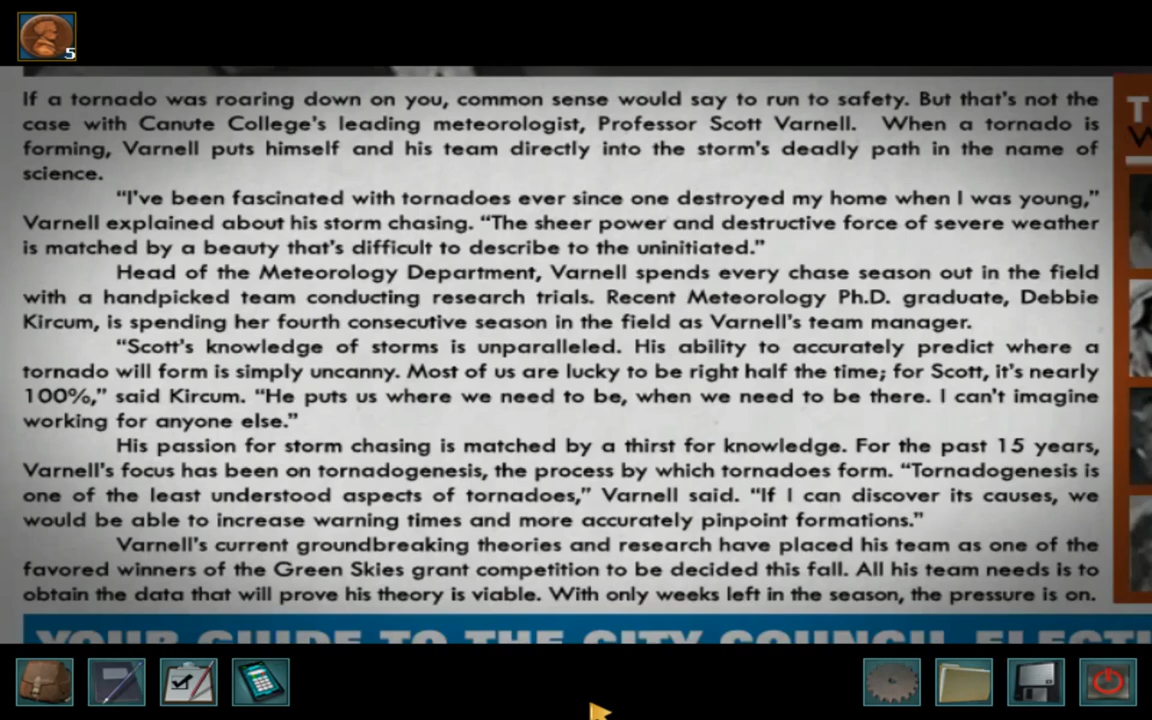 5
If a tornado was roaring down on you, common sense would say to run to safety. But that's not the
case with Canute College's leading meteorologist, Professor Scott Varnell. When a tornado is
forming, Varnell puts himself and his team directly into the storm's deadly path in the name of
science.
"I've been fascinated with tornadoes ever since one destroyed my home when I was young,"
Varnell explained about his storm chasing. "The sheer power and destructive force of severe weather
is matched by a beauty that's difficult to describe to the uninitiated."
Head of the Meteorology Department, Varnell spends every chase season out in the field
with a handpicked team conducting research trials. Recent Meteorology Ph.D. graduate, Debbie
Kircum, is spending her fourth consecutive season in the field as Varnell's team manager.
"Scott's knowledge of storms is unparalleled. His ability to accurately predict where a
tornado will form is simply uncanny. Most of us are lucky to be right half the time; for Scott, it's nearly
100%," said Kircum. "He puts us where we need to be, when we need to be there. I can't imagine
working for anyone else."
His passion for storm chasing is matched by a thirst for knowledge. For the past 15 years,
Varnell's focus has been on tornadogenesis, the process by which tornadoes form. "Tornadogenesis is
one of the least understood aspects of tornadoes," Varnell said. "If I can discover its causes, we
would be able to increase warning times and more accurately pinpoint formations."
Varnell's current groundbreaking theories and research have placed his team as one of the
favored winners of the Green Skies grant competition to be decided this fall. All his team needs is to
obtain the data that will prove his theory is viable. With only weeks left in the season, the pressure is on.
YOUR GUIDE TO THE CITY COUNCIL ELECTI